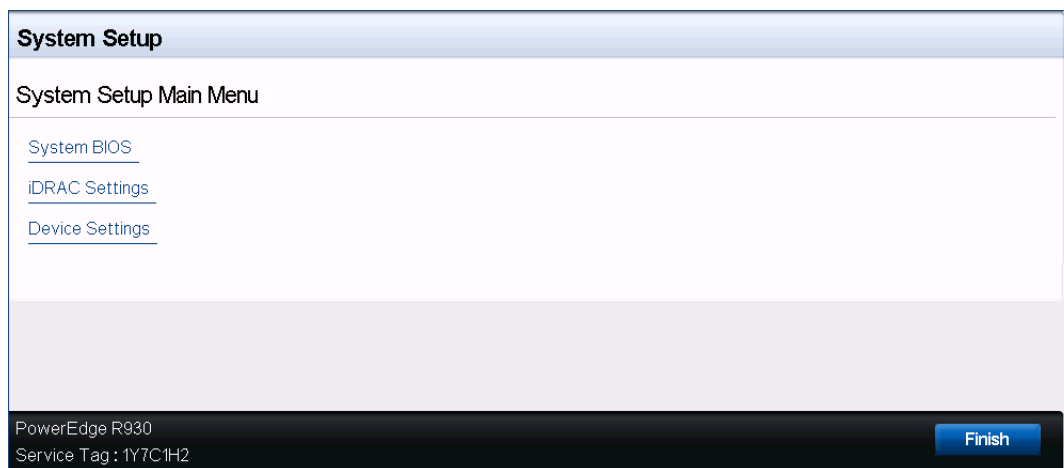 System Setup
System Setup Main Menu
System BIOS
iDRAC Settings
Device Settings
PowerEdge R930
Service Tag : 1Y7C1H2
Finish